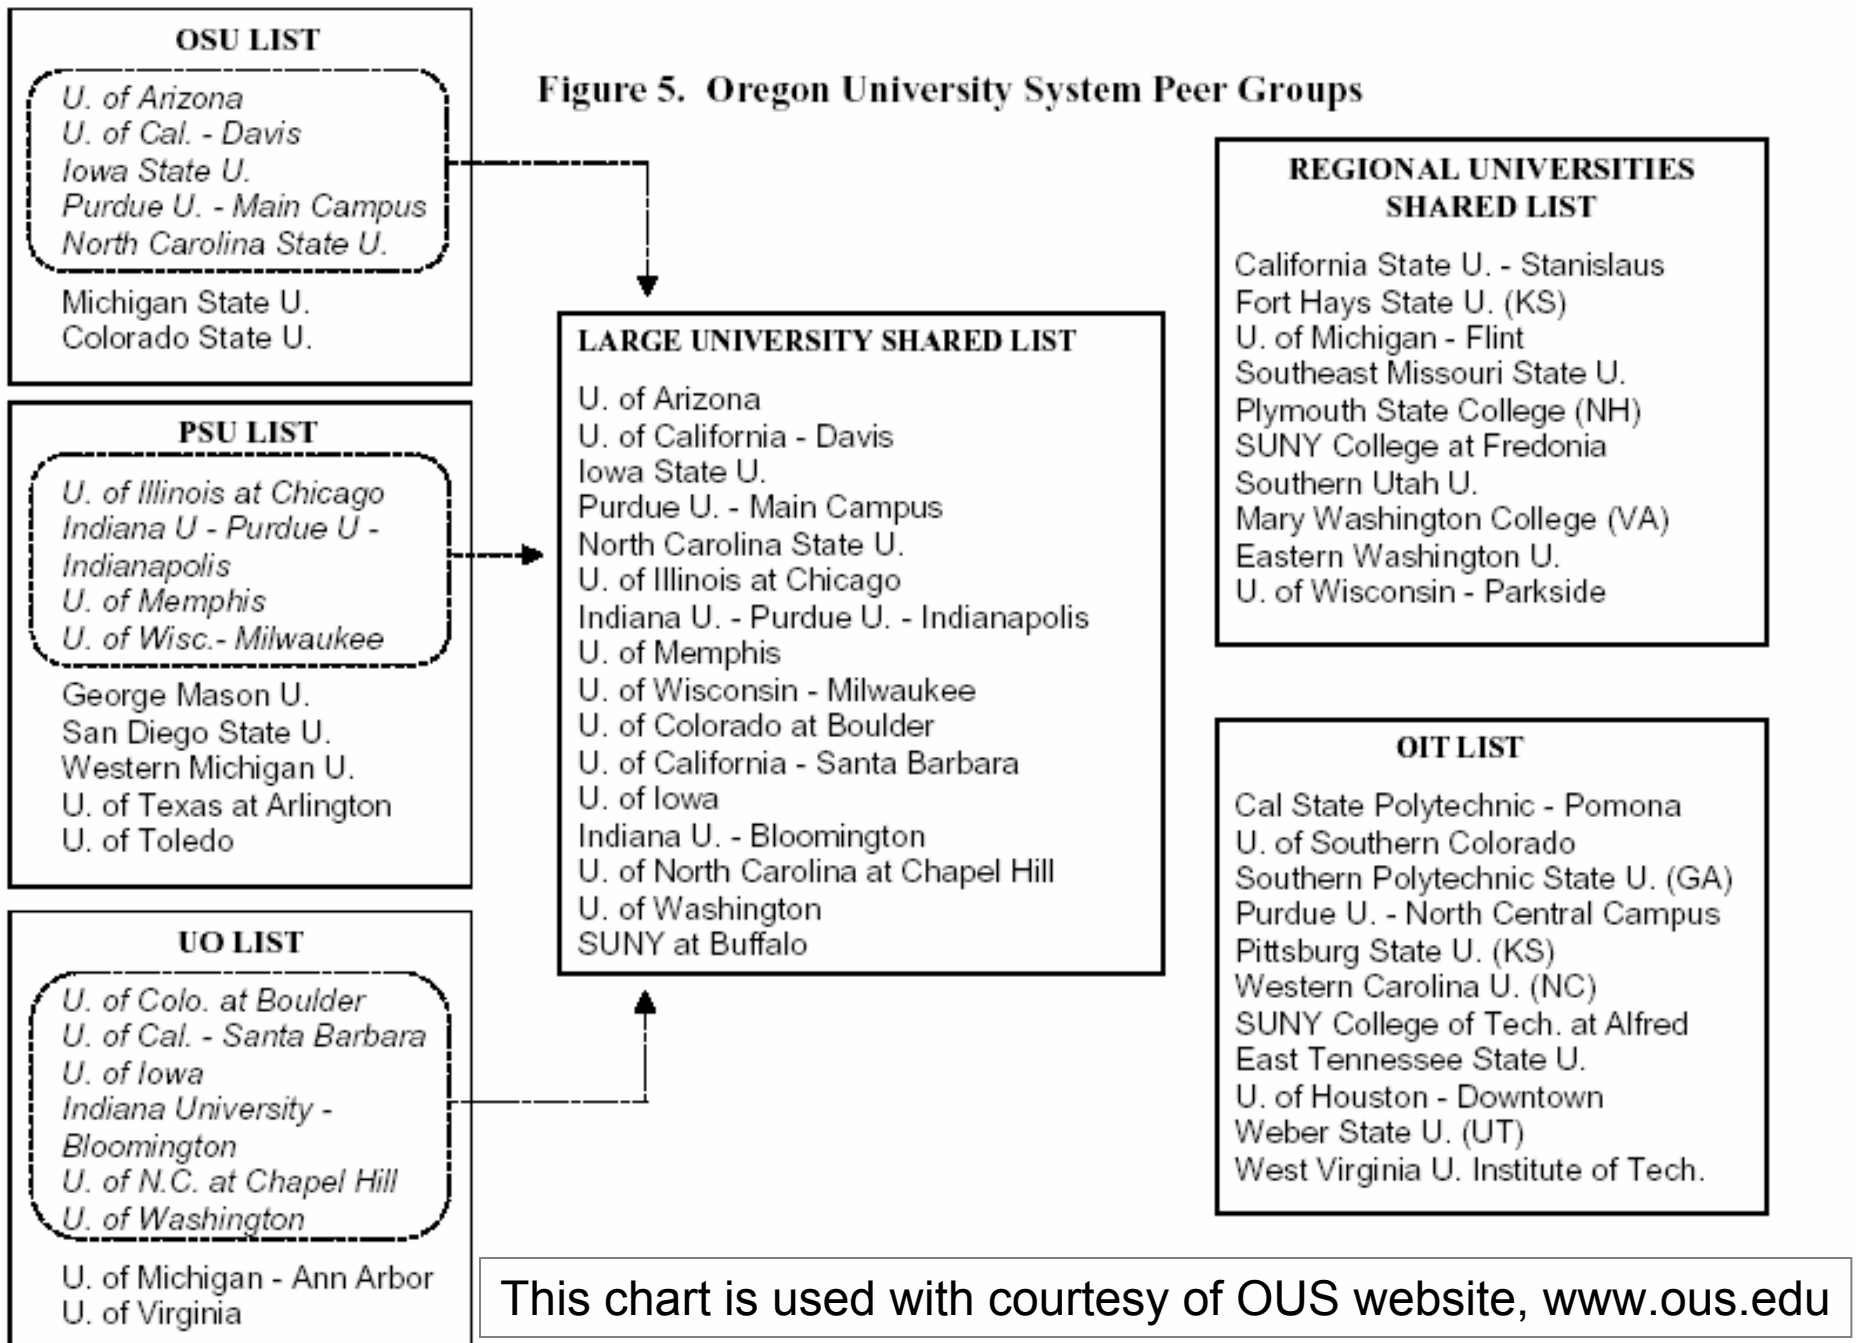 OSU LIST
U. of Arizona
U. of Cal. - Davis
Iowa State U.
Purdue U. - Main Campus
North Carolina State U.
Michigan State U.
Colorado State U.
PSU LIST
U. of Illinois at Chicago
Indiana U - Purdue U -
Indianapolis
U. of Memphis
U. of Wisc.- Milwaukee
George Mason U.
San Diego State U.
Western Michigan U.
U. of Texas at Arlington
U. of Toledo
UO LIST
U. of Colo. at Boulder
U. of Cal. - Santa Barbara
U. of Iowa
Indiana University -
Bloomington
U. of N.C. at Chapel Hill
U. of Washington
U. of Michigan - Ann Arbor
U. of Virginia
Figure 5. Oregon University System Peer Groups
LARGE UNIVERSITY SHARED LIST
U. of Arizona
U. of California - Davis
Iowa State U.
Purdue U. - Main Campus
North Carolina State U.
U. of Illinois at Chicago
Indiana U. - Purdue U. - Indianapolis
U. of Memphis
U. of Wisconsin - Milwaukee
U. of Colorado at Boulder
U. of California - Santa Barbara
U. of Iowa
Indiana U. - Bloomington
U. of North Carolina at Chapel Hill
U. of Washington
SUNY at Buffalo
REGIONAL UNIVERSITIES
SHARED LIST
California State U. - Stanislaus
Fort Hays State U. (KS)
U. of Michigan - Flint
Southeast Missouri State U.
Plymouth State College (NH)
SUNY College at Fredonia
Southern Utah U.
Mary Washington College (VA)
Eastern Washington U.
U. of Wisconsin - Parkside
OIT LIST
Cal State Polytechnic - Pomona
U. of Southern Colorado
Southern Polytechnic State U. (GA)
Purdue U. - North Central Campus
Pittsburg State U. (KS)
Western Carolina U. (NC)
SUNY College of Tech. at Alfred
East Tennessee State U.
U. of Houston - Downtown
Weber State U. (UT)
West Virginia U. Institute of Tech.
This chart is used with courtesy of OUS website, www.ous.edu